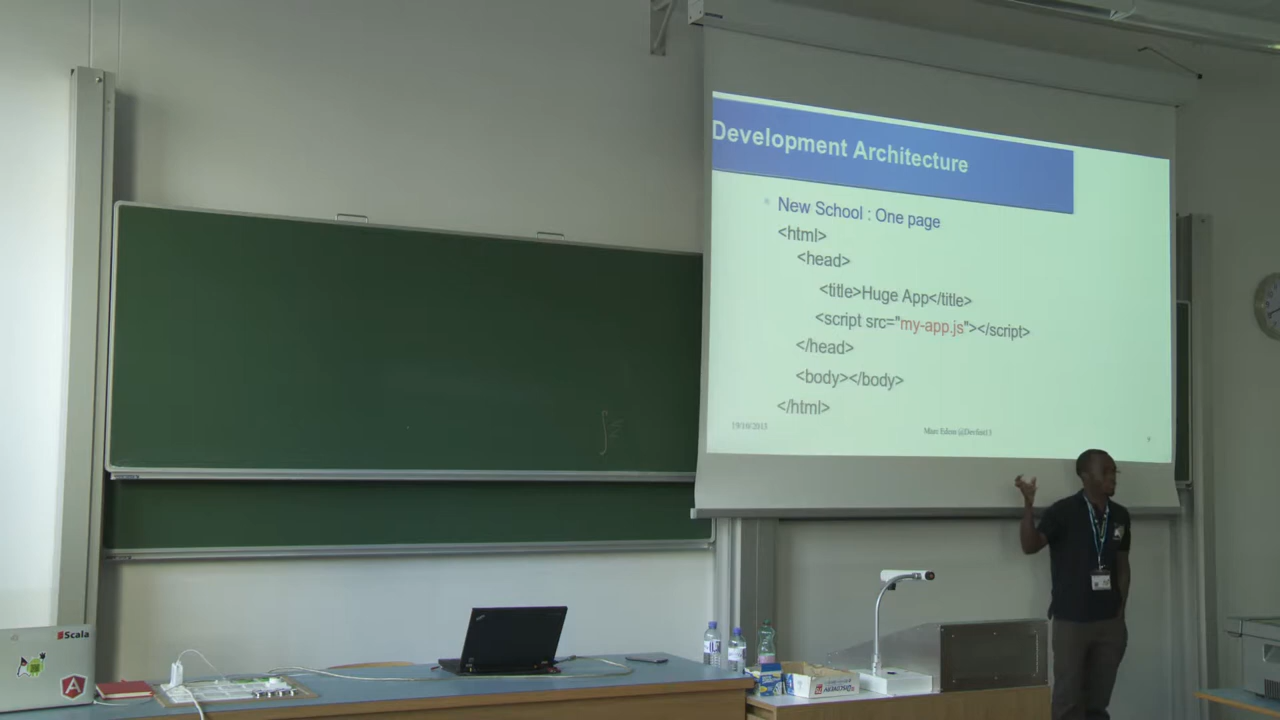 Development Architecture
New School : One page
<html>
<head>
<title>Huge App</title>
<script src="my-app.js"></script>
</head>
<body></body>
</html>
Scala